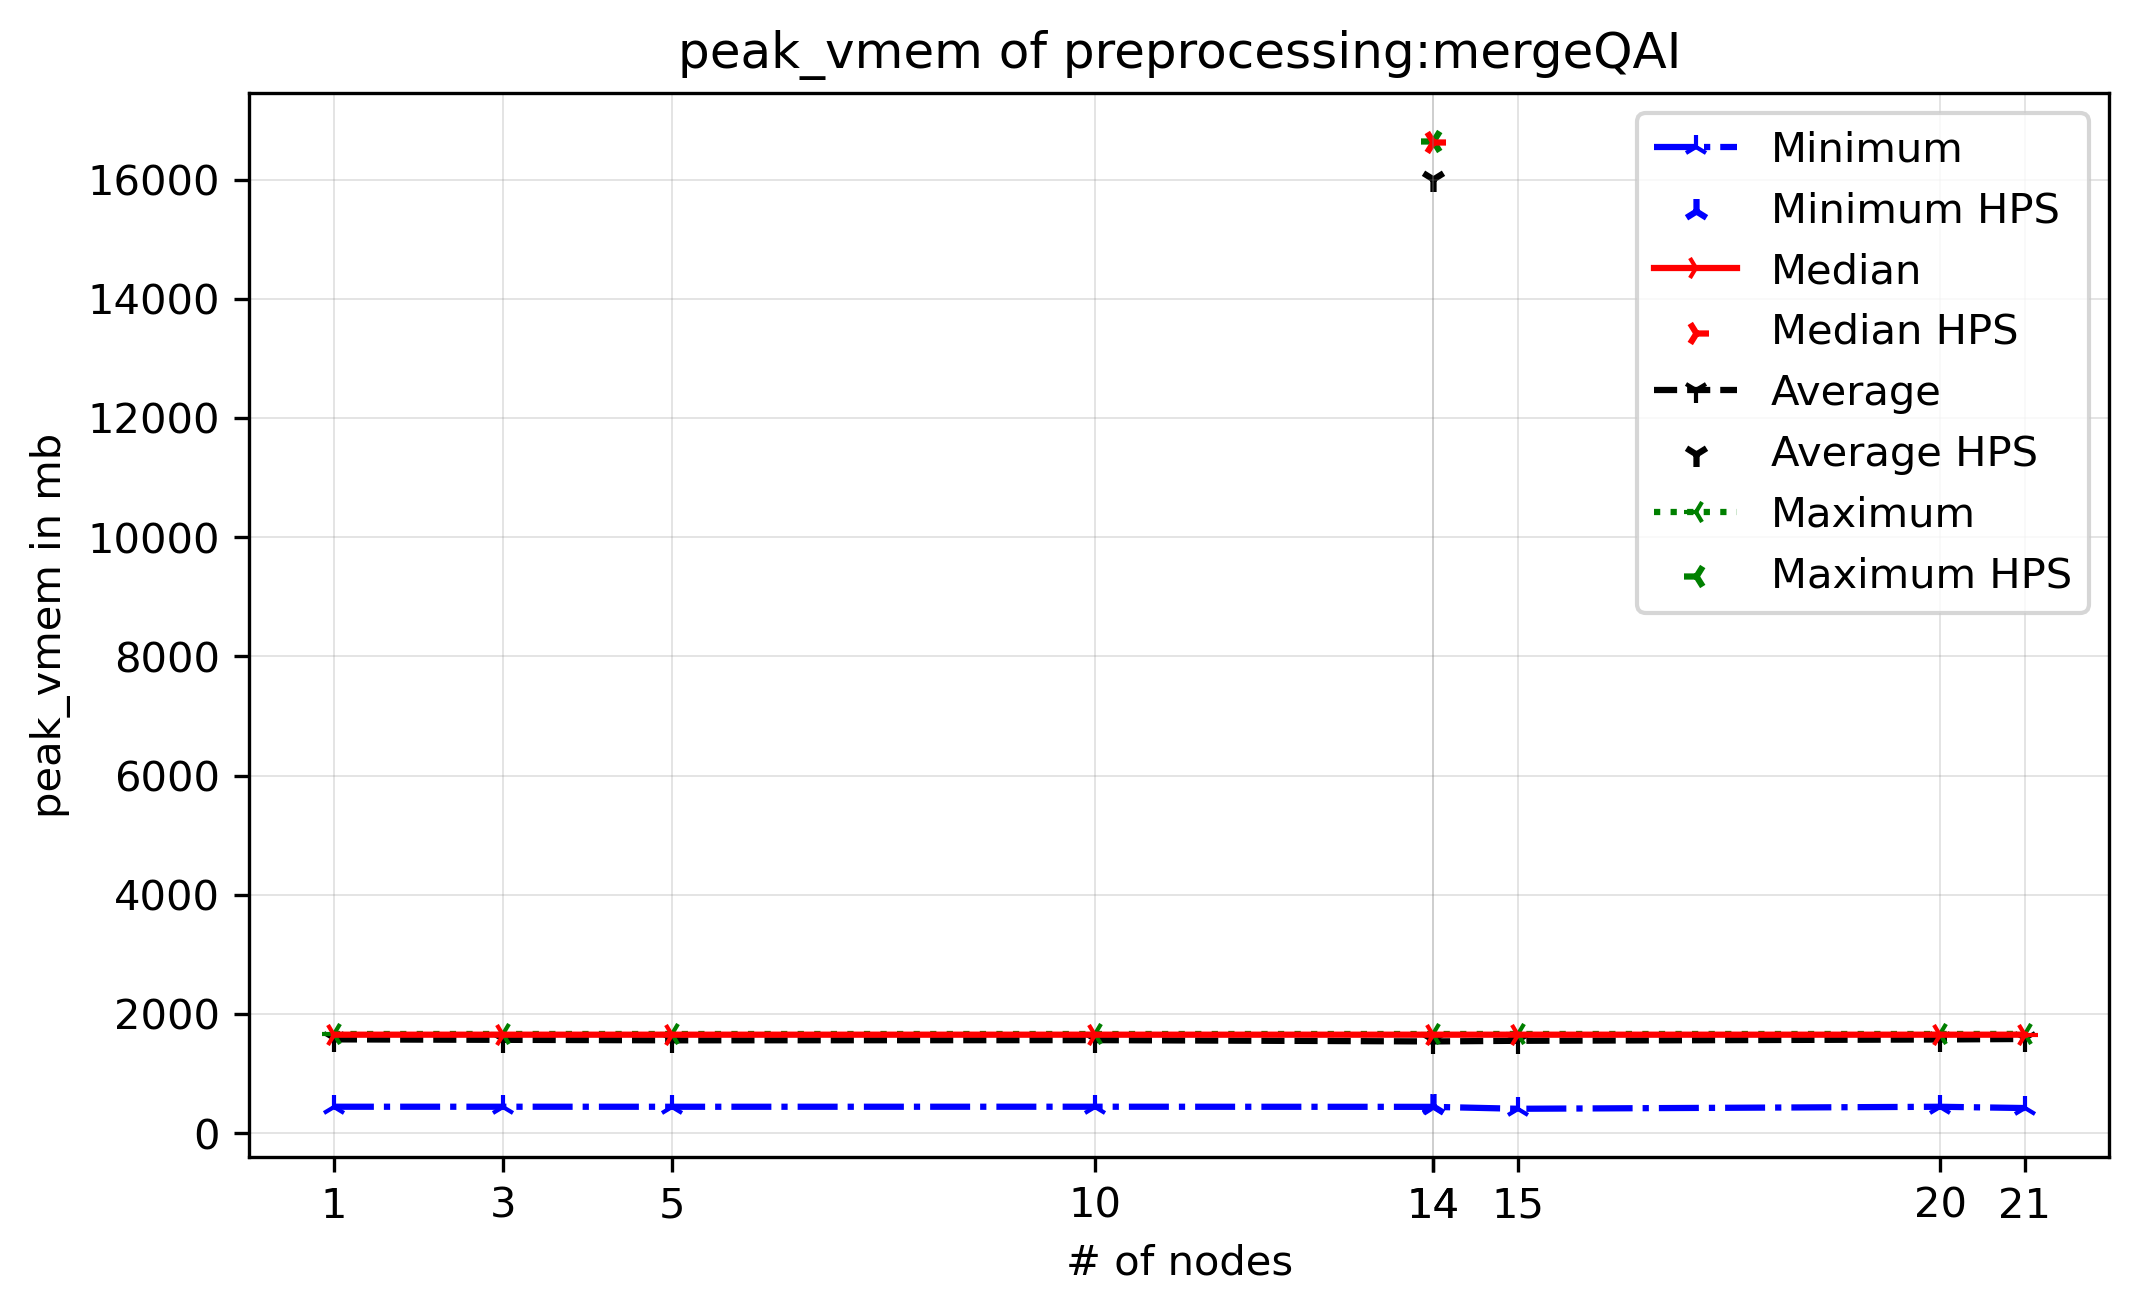 peak_vmem of preprocessing:mergeQAI
16000
14000
12000
10000
8000
6000
4000
2000
0
peak_vmem in mb
Minimum
Minimum HPS
Median
Median HPS
Average
Average HPS
Maximum
Maximum HPS
1 3 5 10 14 15 20 21
# of nodes